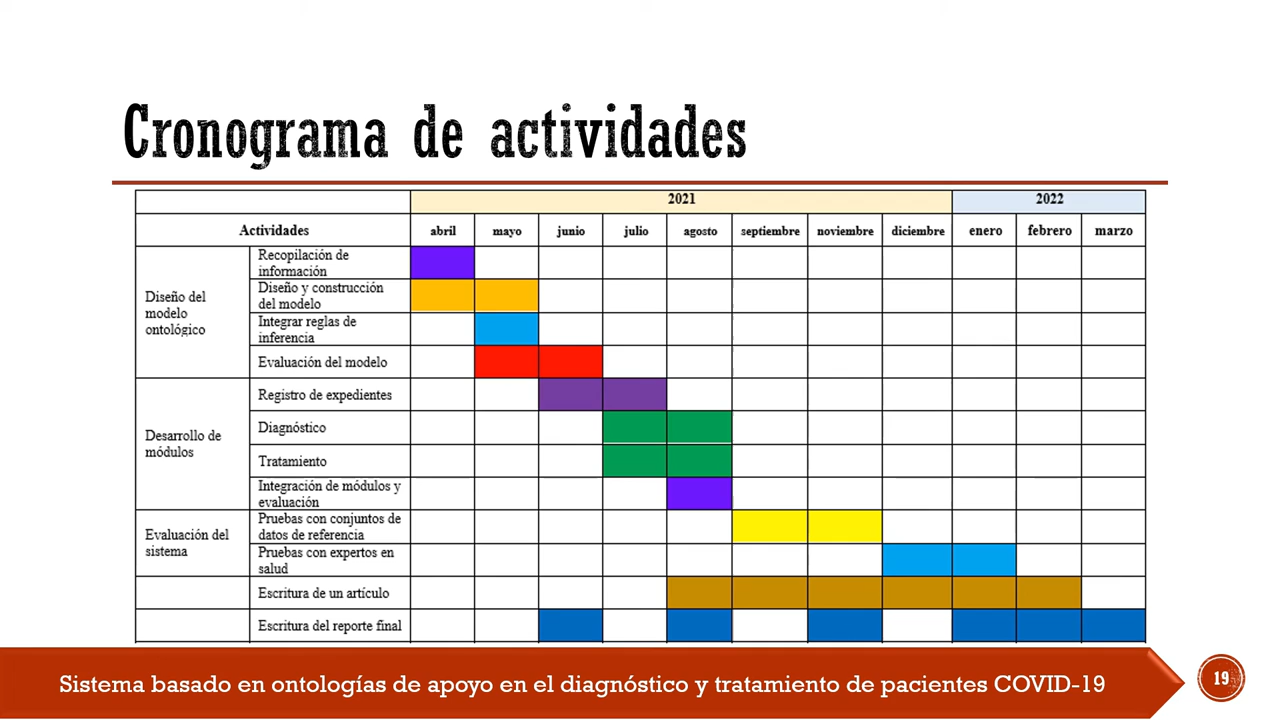 Cronograma de actividades
2021
2022
Actividades
abril
mayo
junio
julio
agosto
septiembre
noviembre
diciembre
enero
febrero
marzo
Diseño del
modelo
ontológico
Recopilación de
información
Diseño y construcción
del modelo
Integrar reglas de
inferencia
Evaluación del modelo
Desarrollo de
módulos
Registro de expedientes
Diagnóstico
Tratamiento
Integración de módulos y
evaluación
Evaluación del
sistema
Pruebas con conjuntos de
datos de referencia
Pruebas con expertos en
salud
Escritura de un artículo
Escritura del reporte final
Sistema basado en ontologías de apoyo en el diagnóstico y tratamiento de pacientes COVID-19
19